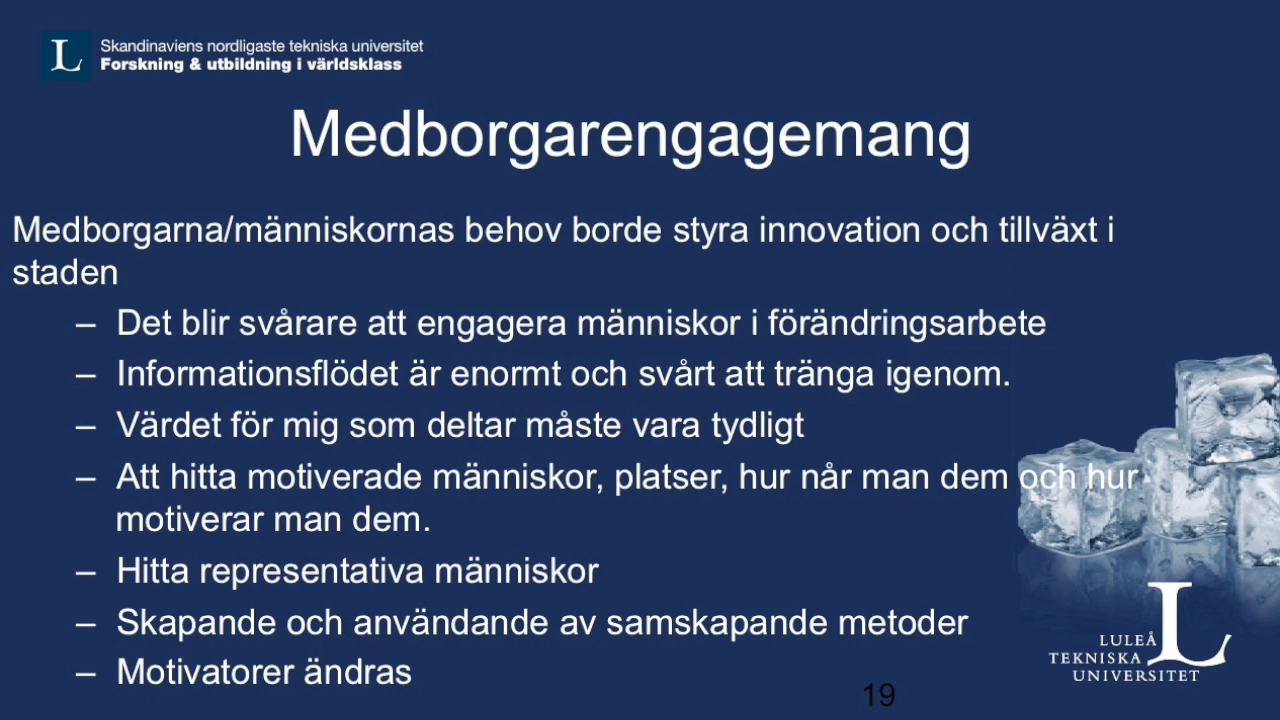 L
Skandinaviens nordligaste tekniska universitet
Forskning & utbildning i världsklass
Medborgarengagemang
Medborgarna/människornas behov borde styra innovation och tillväxt i
staden
– Det blir svårare att engagera människor i förändringsarbete
– Informationsflödet är enormt och svårt att tränga igenom.
– Värdet för mig som deltar måste vara tydligt
– Att hitta motiverade människor, platser, hur når man dem och hur
motiverar man dem.
– Hitta representativa människor
– Skapande och användande av samskapande metoder
– Motivatorer ändras
19
L
LULEÅ
TEKNISKA
UNIVERSITET